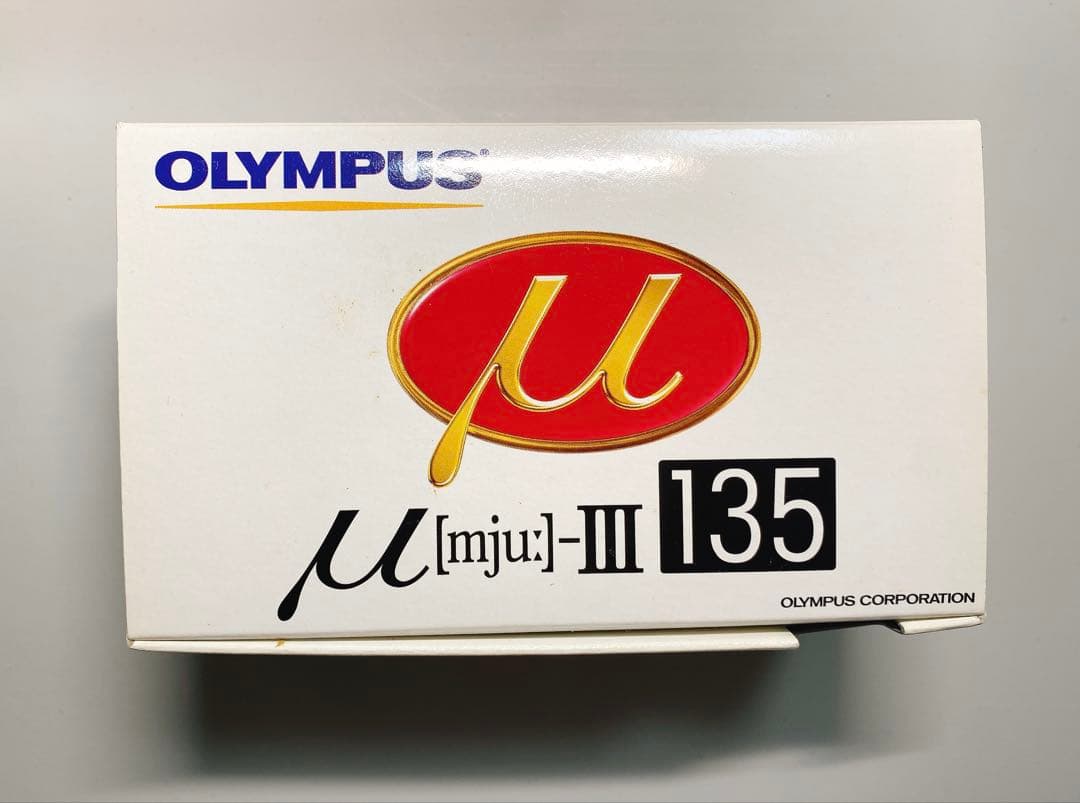 OLYMPUS®
μ
μ[mju:]-III 135
OLYMPUS CORPORATION